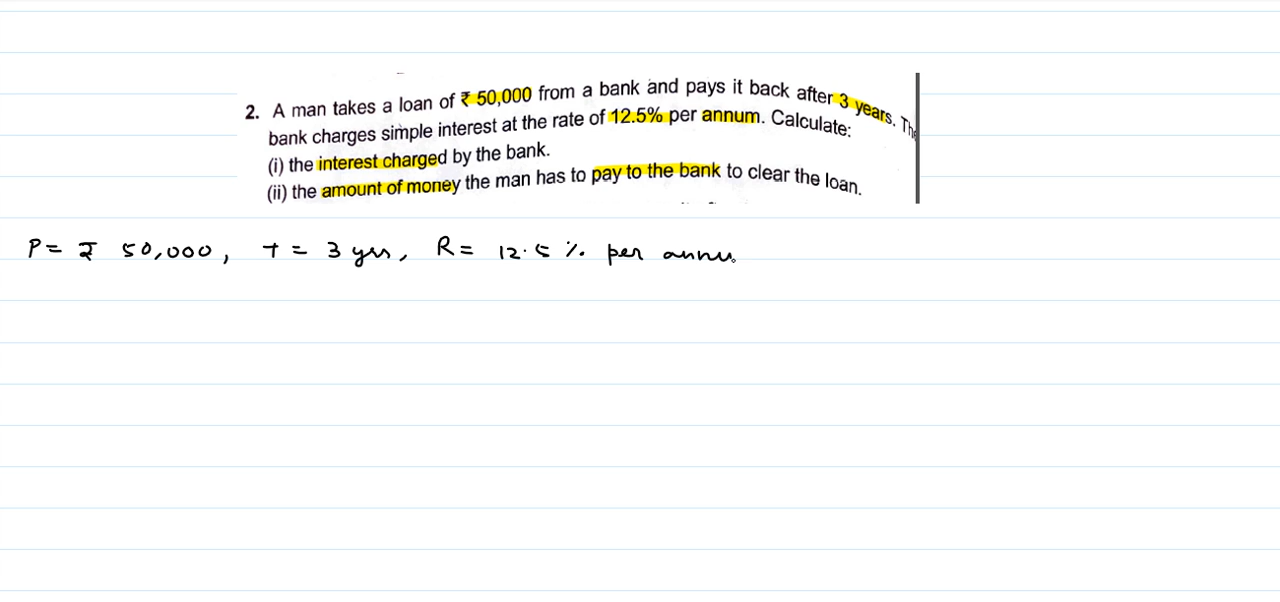 2. A man takes a loan of ₹ 50,000 from a bank and pays it back after 3 years. The
bank charges simple interest at the rate of 12.5% per annum. Calculate:
(i) the interest charged by the bank.
(ii) the amount of money the man has to pay to the bank to clear the loan.
P = ₹ 50,000, T = 3 yrs, R = 12.5 % per annu